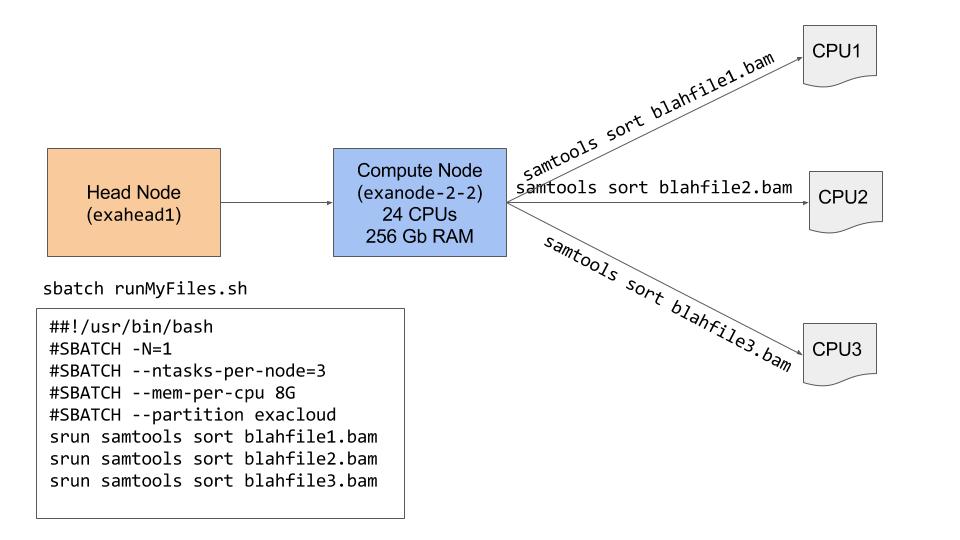 Head Node
(exahead1)
Compute Node
(exanode-2-2)
24 CPUs
256 Gb RAM
samtools sort blahfile1.bam
samtools sort blahfile2.bam
samtools sort blahfile3.bam
CPU1
CPU2
CPU3
sbatch runMyFiles.sh
##!/usr/bin/bash
#SBATCH -N=1
#SBATCH --ntasks-per-node=3
#SBATCH --mem-per-cpu 8G
#SBATCH --partition exacloud
srun samtools sort blahfile1.bam
srun samtools sort blahfile2.bam
srun samtools sort blahfile3.bam